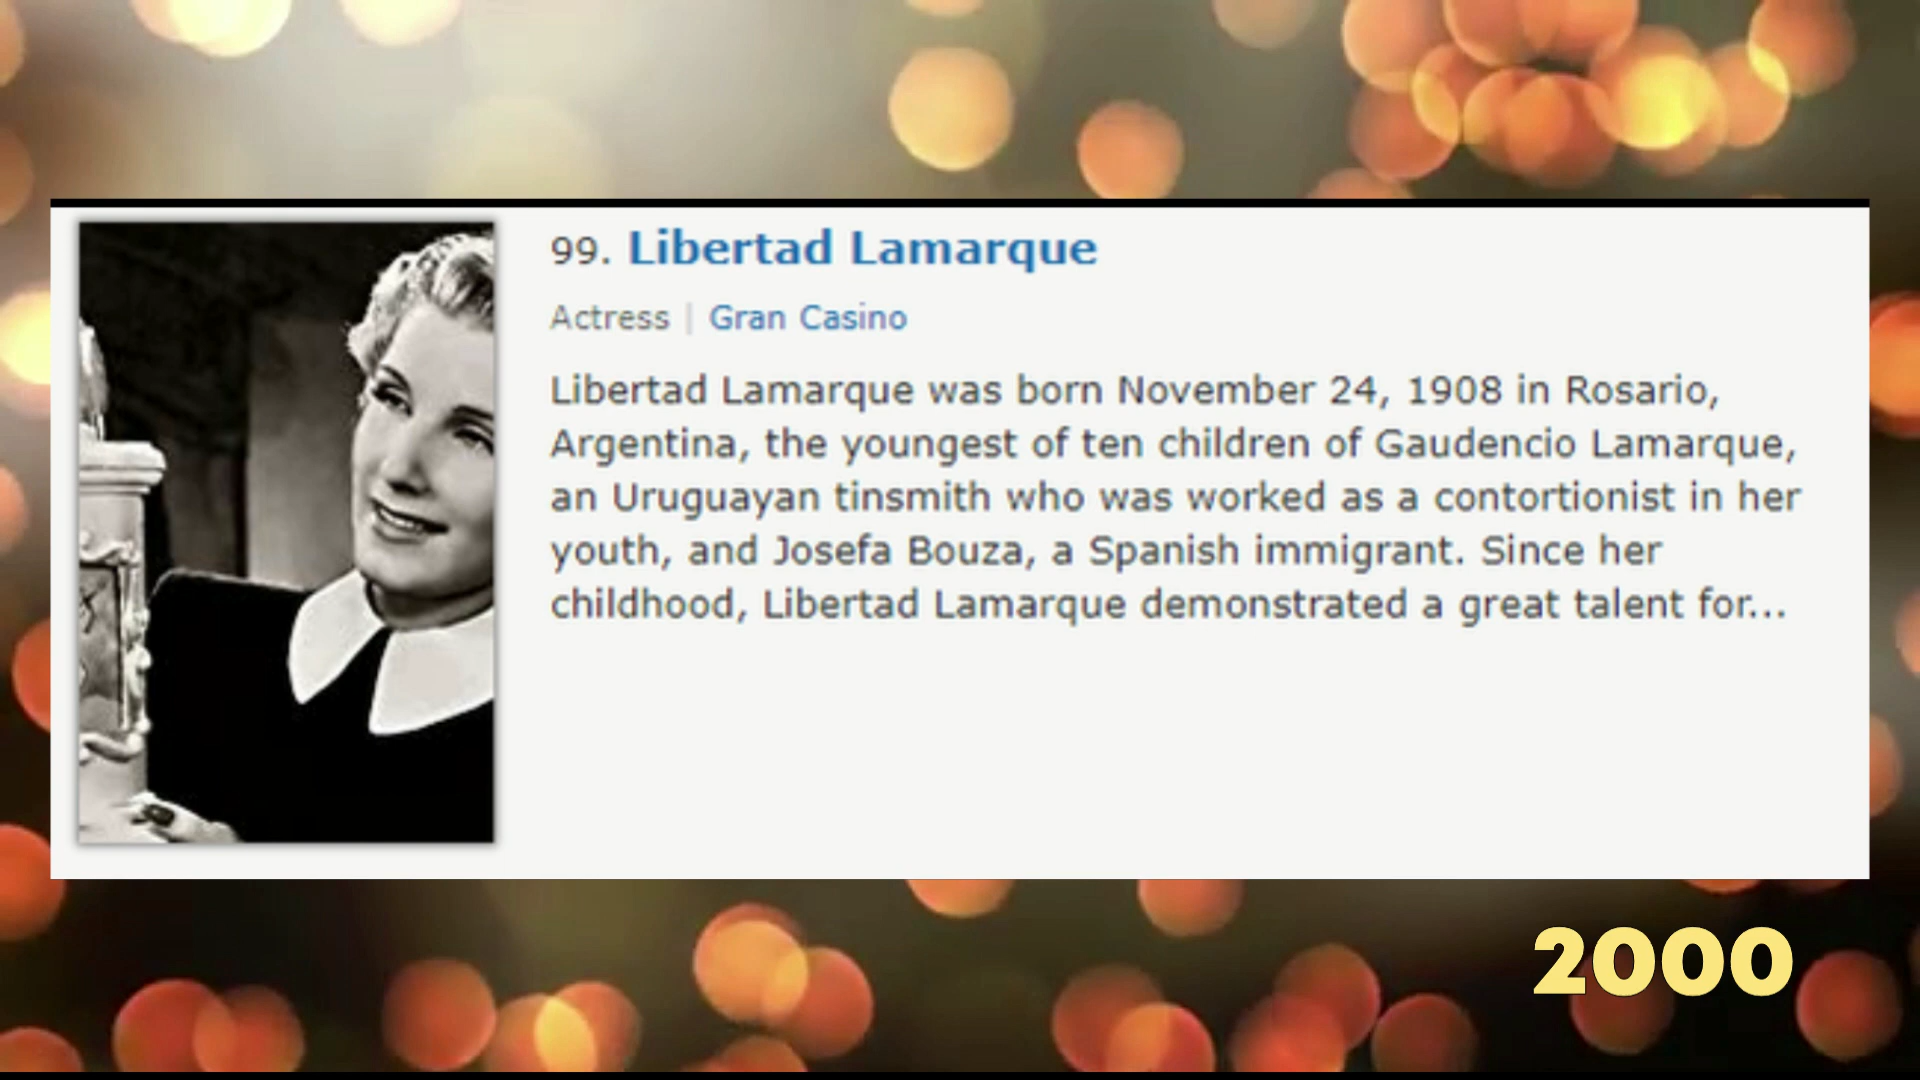 99. Libertad Lamarque
Actress | Gran Casino
Libertad Lamarque was born November 24, 1908 in Rosario,
Argentina, the youngest of ten children of Gaudencio Lamarque,
an Uruguayan tinsmith who was worked as a contortionist in her
youth, and Josefa Bouza, a Spanish immigrant. Since her
childhood, Libertad Lamarque demonstrated a great talent for...
2000